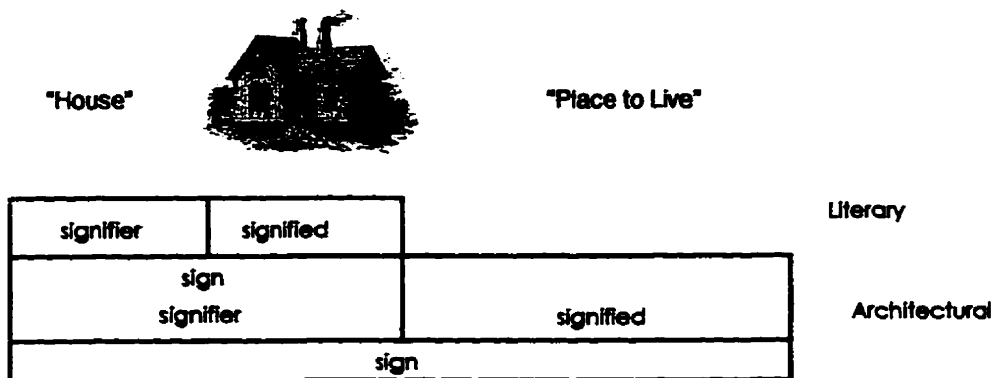 "House" "Place to Live"
Literary
signifier signified
sign
signifier signified Architectural
sign